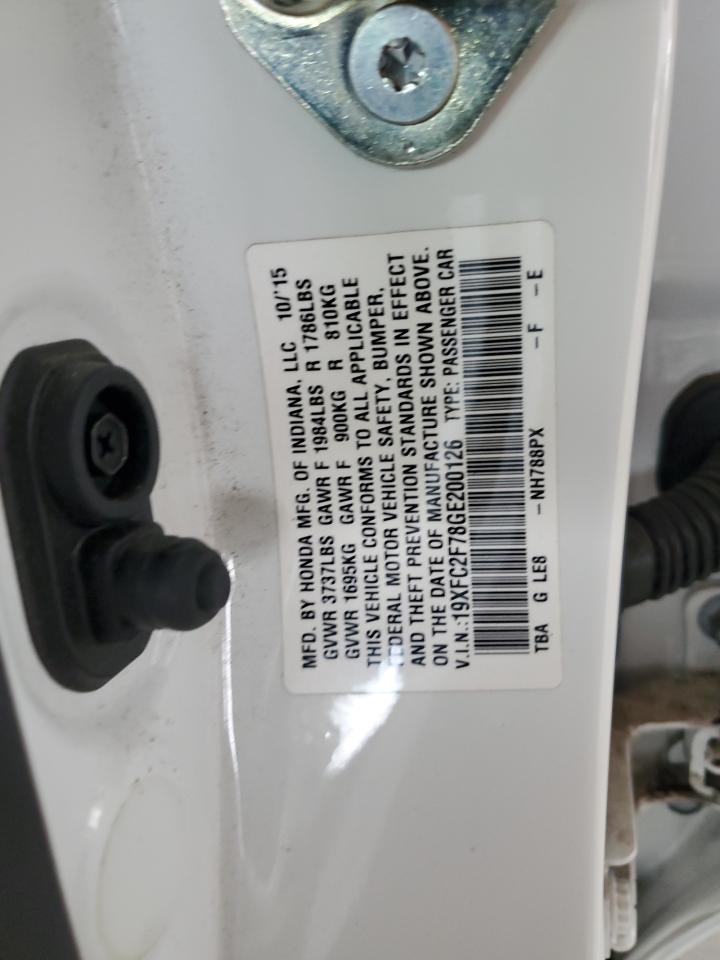 MFD. BY HONDA MFG. OF INDIANA, LLC 10/'15
GVWR 3737LBS GAWR F 1984LBS R 1786LBS
GVWR 1695KG GAWR F 900KG R 810KG
THIS VEHICLE CONFORMS TO ALL APPLICABLE
FEDERAL MOTOR VEHICLE SAFETY, BUMPER,
AND THEFT PREVENTION STANDARDS IN EFFECT
ON THE DATE OF MANUFACTURE SHOWN ABOVE.
V.I.N.:19XFC2F78GE200126 TYPE: PASSENGER CAR
TBA G LE8 -NH788PX -F -E